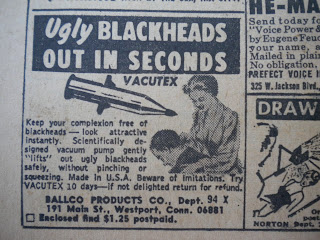 Ugly BLACKHEADS
OUT IN SECONDS
VACUTEX
Keep your complexion free of
blackheads — look attractive
instantly. Scientifically de-
signed vacuum pump gently
"lifts" out ugly blackheads
safely, without pinching or
squeezing. Made in U.S.A. Beware of imitations. Try
VACUTEX 10 days—if not delighted return for refund.
BALLCO PRODUCTS CO., Dept. 94 X
191 Main St., Westport, Conn. 06881
Enclosed find $1.25 postpaid.
HE-MA
Send today fo
"Voice Power &
by Eugene Feuc
your name, a
Mailed in plain
No obligation.
PREFECT VOICE I
325 W. Jackson Blvd.,
DRAW
NORTON Dept.